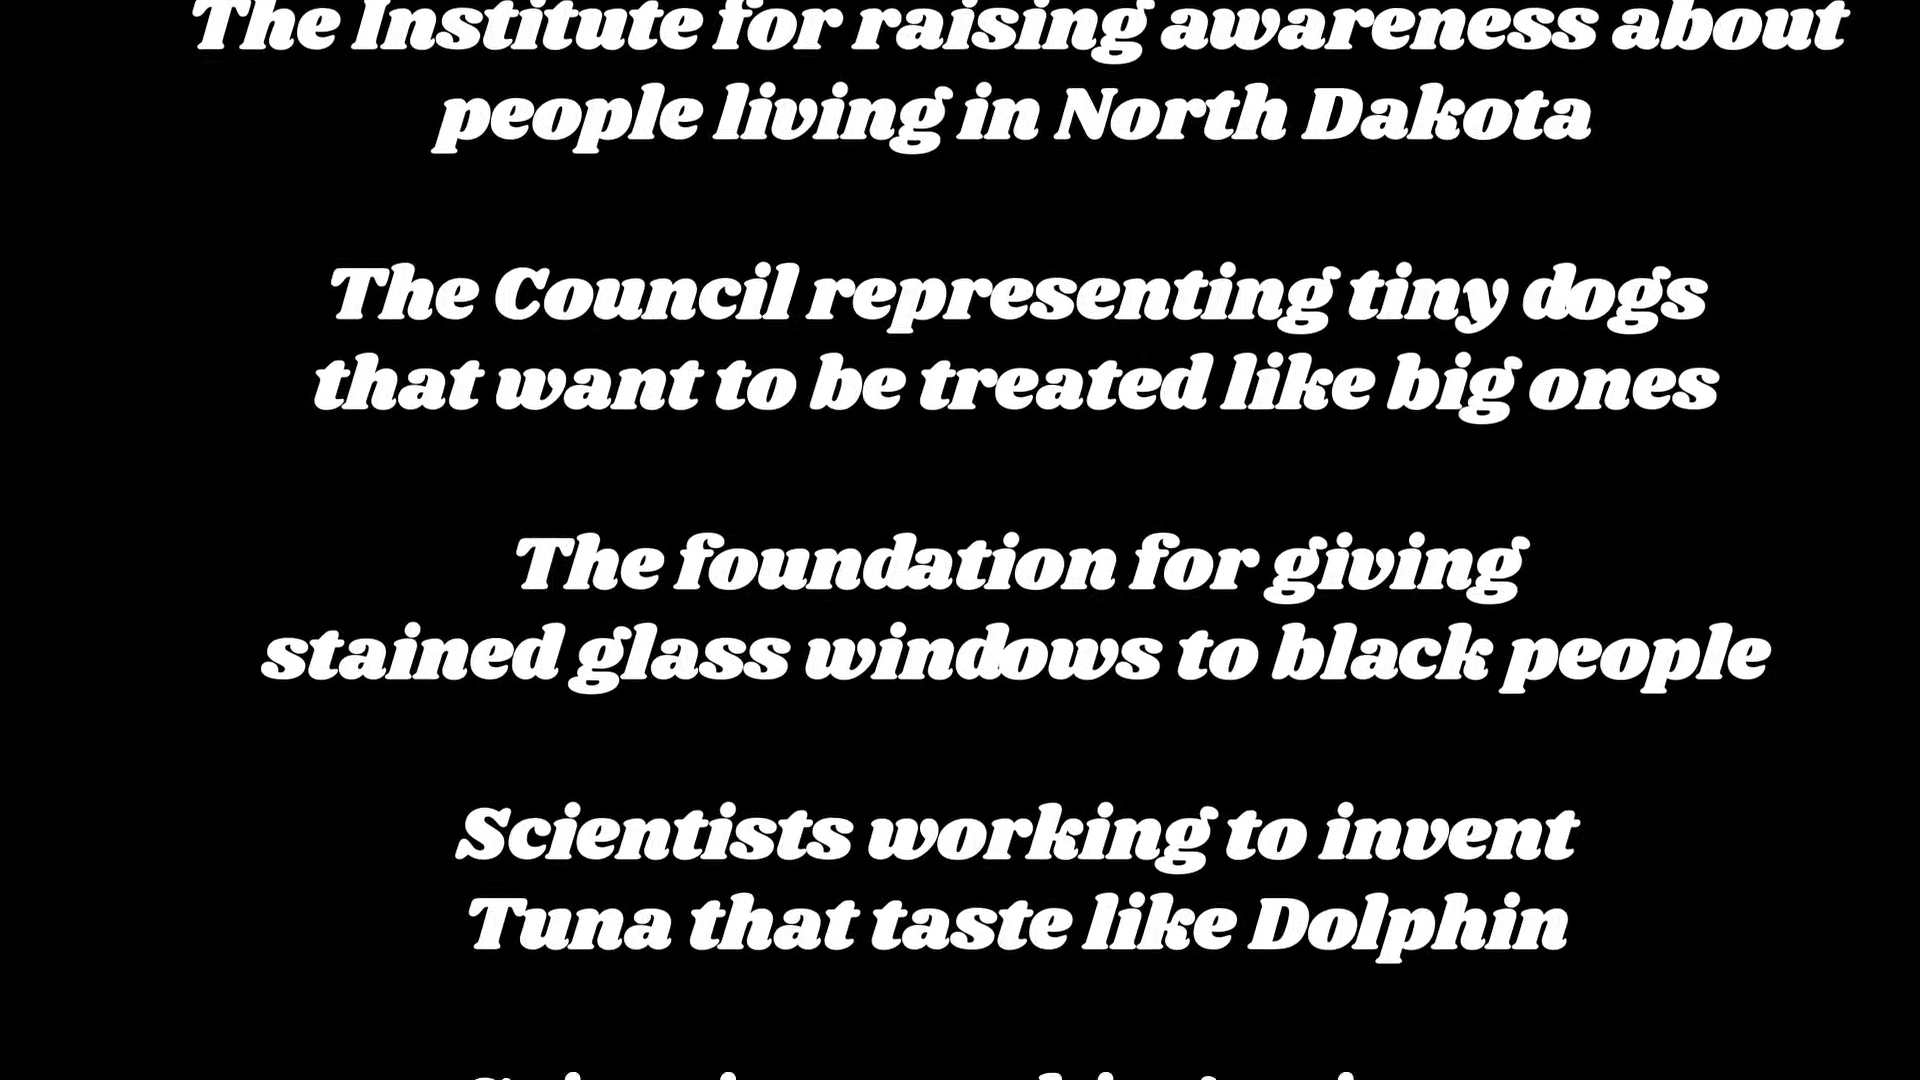 The Institute for raising awareness about
people living in North Dakota
The Council representing tiny dogs
that want to be treated like big ones
The foundation for giving
stained glass windows to black people
Scientists working to invent
Tuna that taste like Dolphin